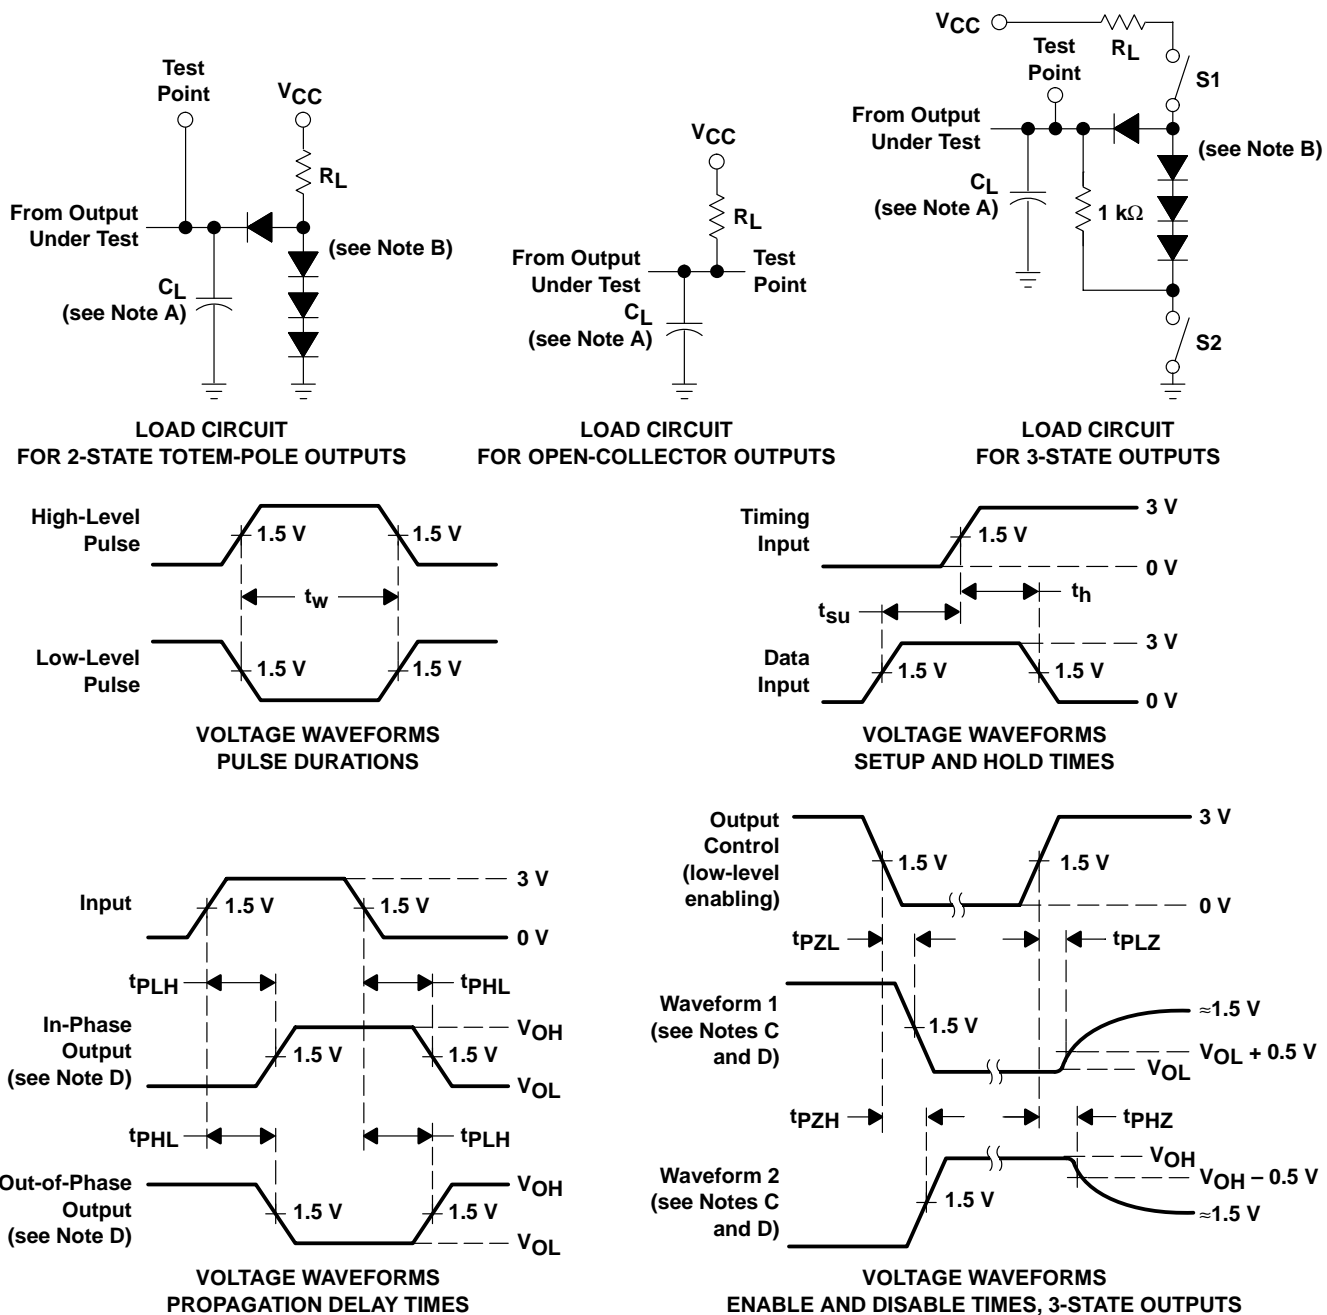 Test
Point
VCC
RL
From Output
Under Test
(see Note B)
CL
(see Note A)
LOAD CIRCUIT
FOR 2-STATE TOTEM-POLE OUTPUTS
VCC
RL
From Output
Under Test
Test
Point
CL
(see Note A)
LOAD CIRCUIT
FOR OPEN-COLLECTOR OUTPUTS
VCC
RL
Test
Point
S1
From Output
Under Test
(see Note B)
CL
(see Note A)
1 kΩ
S2
LOAD CIRCUIT
FOR 3-STATE OUTPUTS
High-Level
Pulse
1.5 V
1.5 V
tw
Low-Level
Pulse
1.5 V
1.5 V
VOLTAGE WAVEFORMS
PULSE DURATIONS
Timing
Input
3 V
1.5 V
0 V
th
tsu
Data
Input
3 V
1.5 V
1.5 V
0 V
VOLTAGE WAVEFORMS
SETUP AND HOLD TIMES
Input
3 V
1.5 V
1.5 V
0 V
tPLH
tPHL
In-Phase
Output
(see Note D)
VOH
1.5 V
1.5 V
VOL
tPHL
tPLH
Out-of-Phase
Output
(see Note D)
VOH
1.5 V
1.5 V
VOL
VOLTAGE WAVEFORMS
PROPAGATION DELAY TIMES
Output
Control
(low-level
enabling)
3 V
1.5 V
1.5 V
0 V
tPZL
tPLZ
Waveform 1
(see Notes C
and D)
1.5 V
≈1.5 V
VOL + 0.5 V
VOL
tPZH
tPHZ
Waveform 2
(see Notes C
and D)
1.5 V
VOH
VOH – 0.5 V
≈1.5 V
VOLTAGE WAVEFORMS
ENABLE AND DISABLE TIMES, 3-STATE OUTPUTS